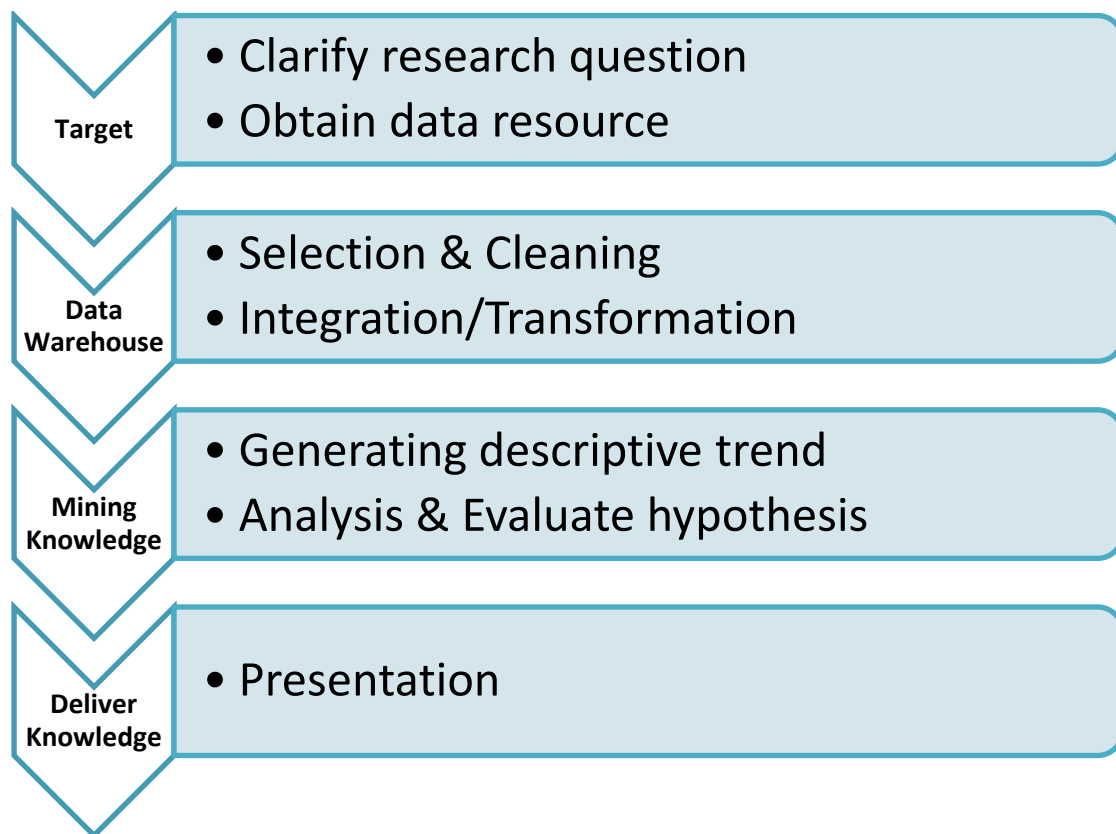 Target
• Clarify research question
• Obtain data resource
Data
Warehouse
• Selection & Cleaning
• Integration/Transformation
Mining
Knowledge
• Generating descriptive trend
• Analysis & Evaluate hypothesis
Deliver
Knowledge
• Presentation